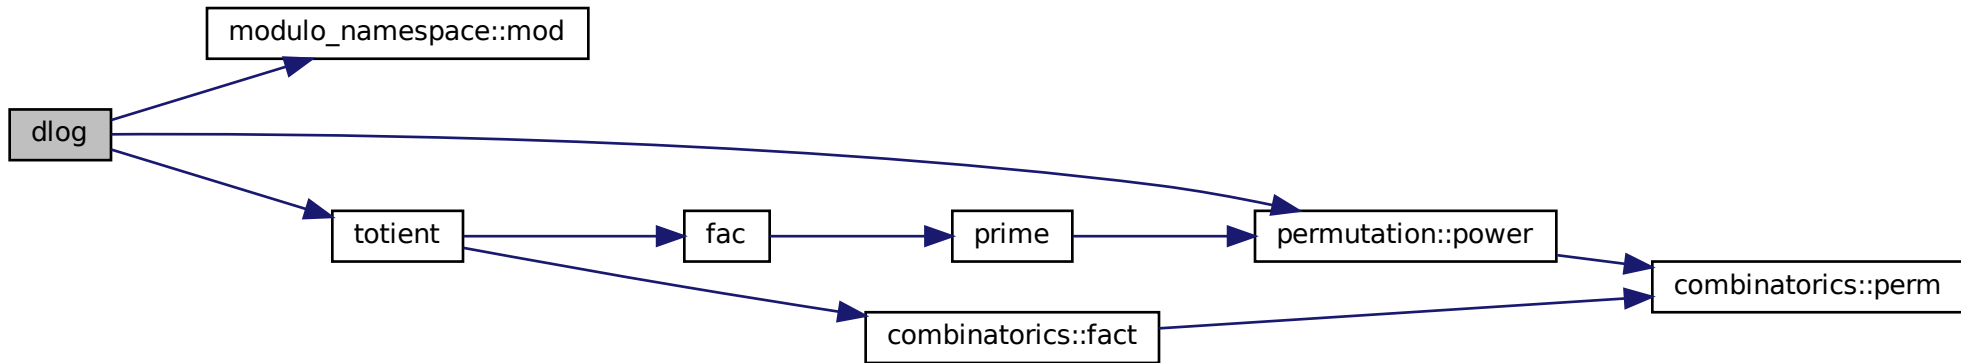 modulo_namespace::mod
dlog
totient
fac
prime
permutation::power
combinatorics::perm
combinatorics::fact